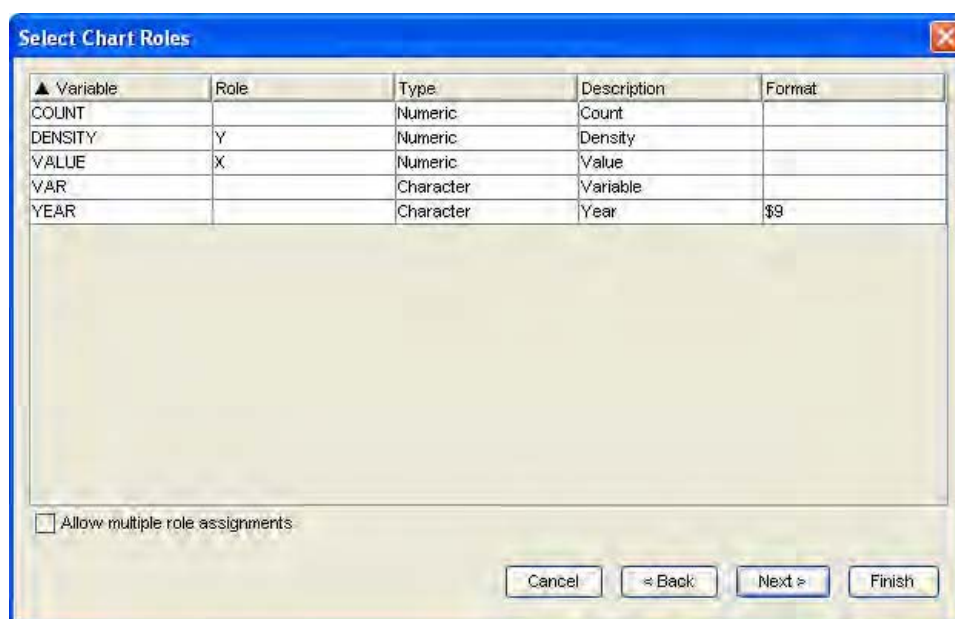 Select Chart Roles
▲ Variable Role Type Description Format
COUNT Numeric Count
DENSITY Y Numeric Density
VALUE X Numeric Value
VAR Character Variable
YEAR Character Year $9
Allow multiple role assignments
Cancel < Back Next > Finish